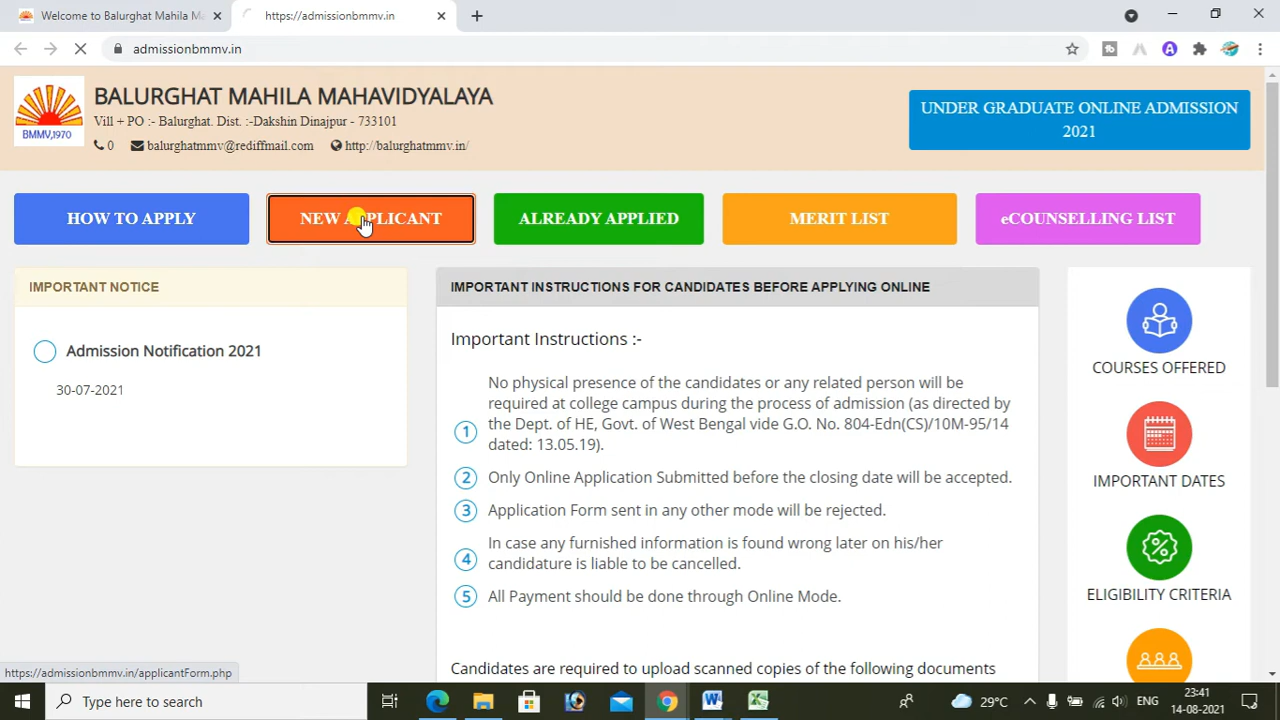 Welcome to Balurghat Mahila Ma
https://admissionbmmv.in
admissionbmmv.in
BMMV,1970
BALURGHAT MAHILA MAHAVIDYALAYA
Vill + PO :- Balurghat. Dist. :-Dakshin Dinajpur - 733101
0 balurghatmmv@rediffmail.com http://balurghatmmv.in/
UNDER GRADUATE ONLINE ADMISSION
2021
HOW TO APPLY
NEW APPLICANT
ALREADY APPLIED
MERIT LIST
eCOUNSELLING LIST
IMPORTANT NOTICE
Admission Notification 2021
30-07-2021
IMPORTANT INSTRUCTIONS FOR CANDIDATES BEFORE APPLYING ONLINE
Important Instructions :-
No physical presence of the candidates or any related person will be
required at college campus during the process of admission (as directed by
1 the Dept. of HE, Govt. of West Bengal vide G.O. No. 804-Edn(CS)/10M-95/14
dated: 13.05.19).
2 Only Online Application Submitted before the closing date will be accepted.
3 Application Form sent in any other mode will be rejected.
In case any furnished information is found wrong later on his/her
4 candidature is liable to be cancelled.
5 All Payment should be done through Online Mode.
Candidates are required to upload scanned copies of the following documents
COURSES OFFERED
IMPORTANT DATES
ELIGIBILITY CRITERIA
https://admissionbmmv.in/applicantForm.php
Type here to search
29°C
ENG
23:41
14-08-2021